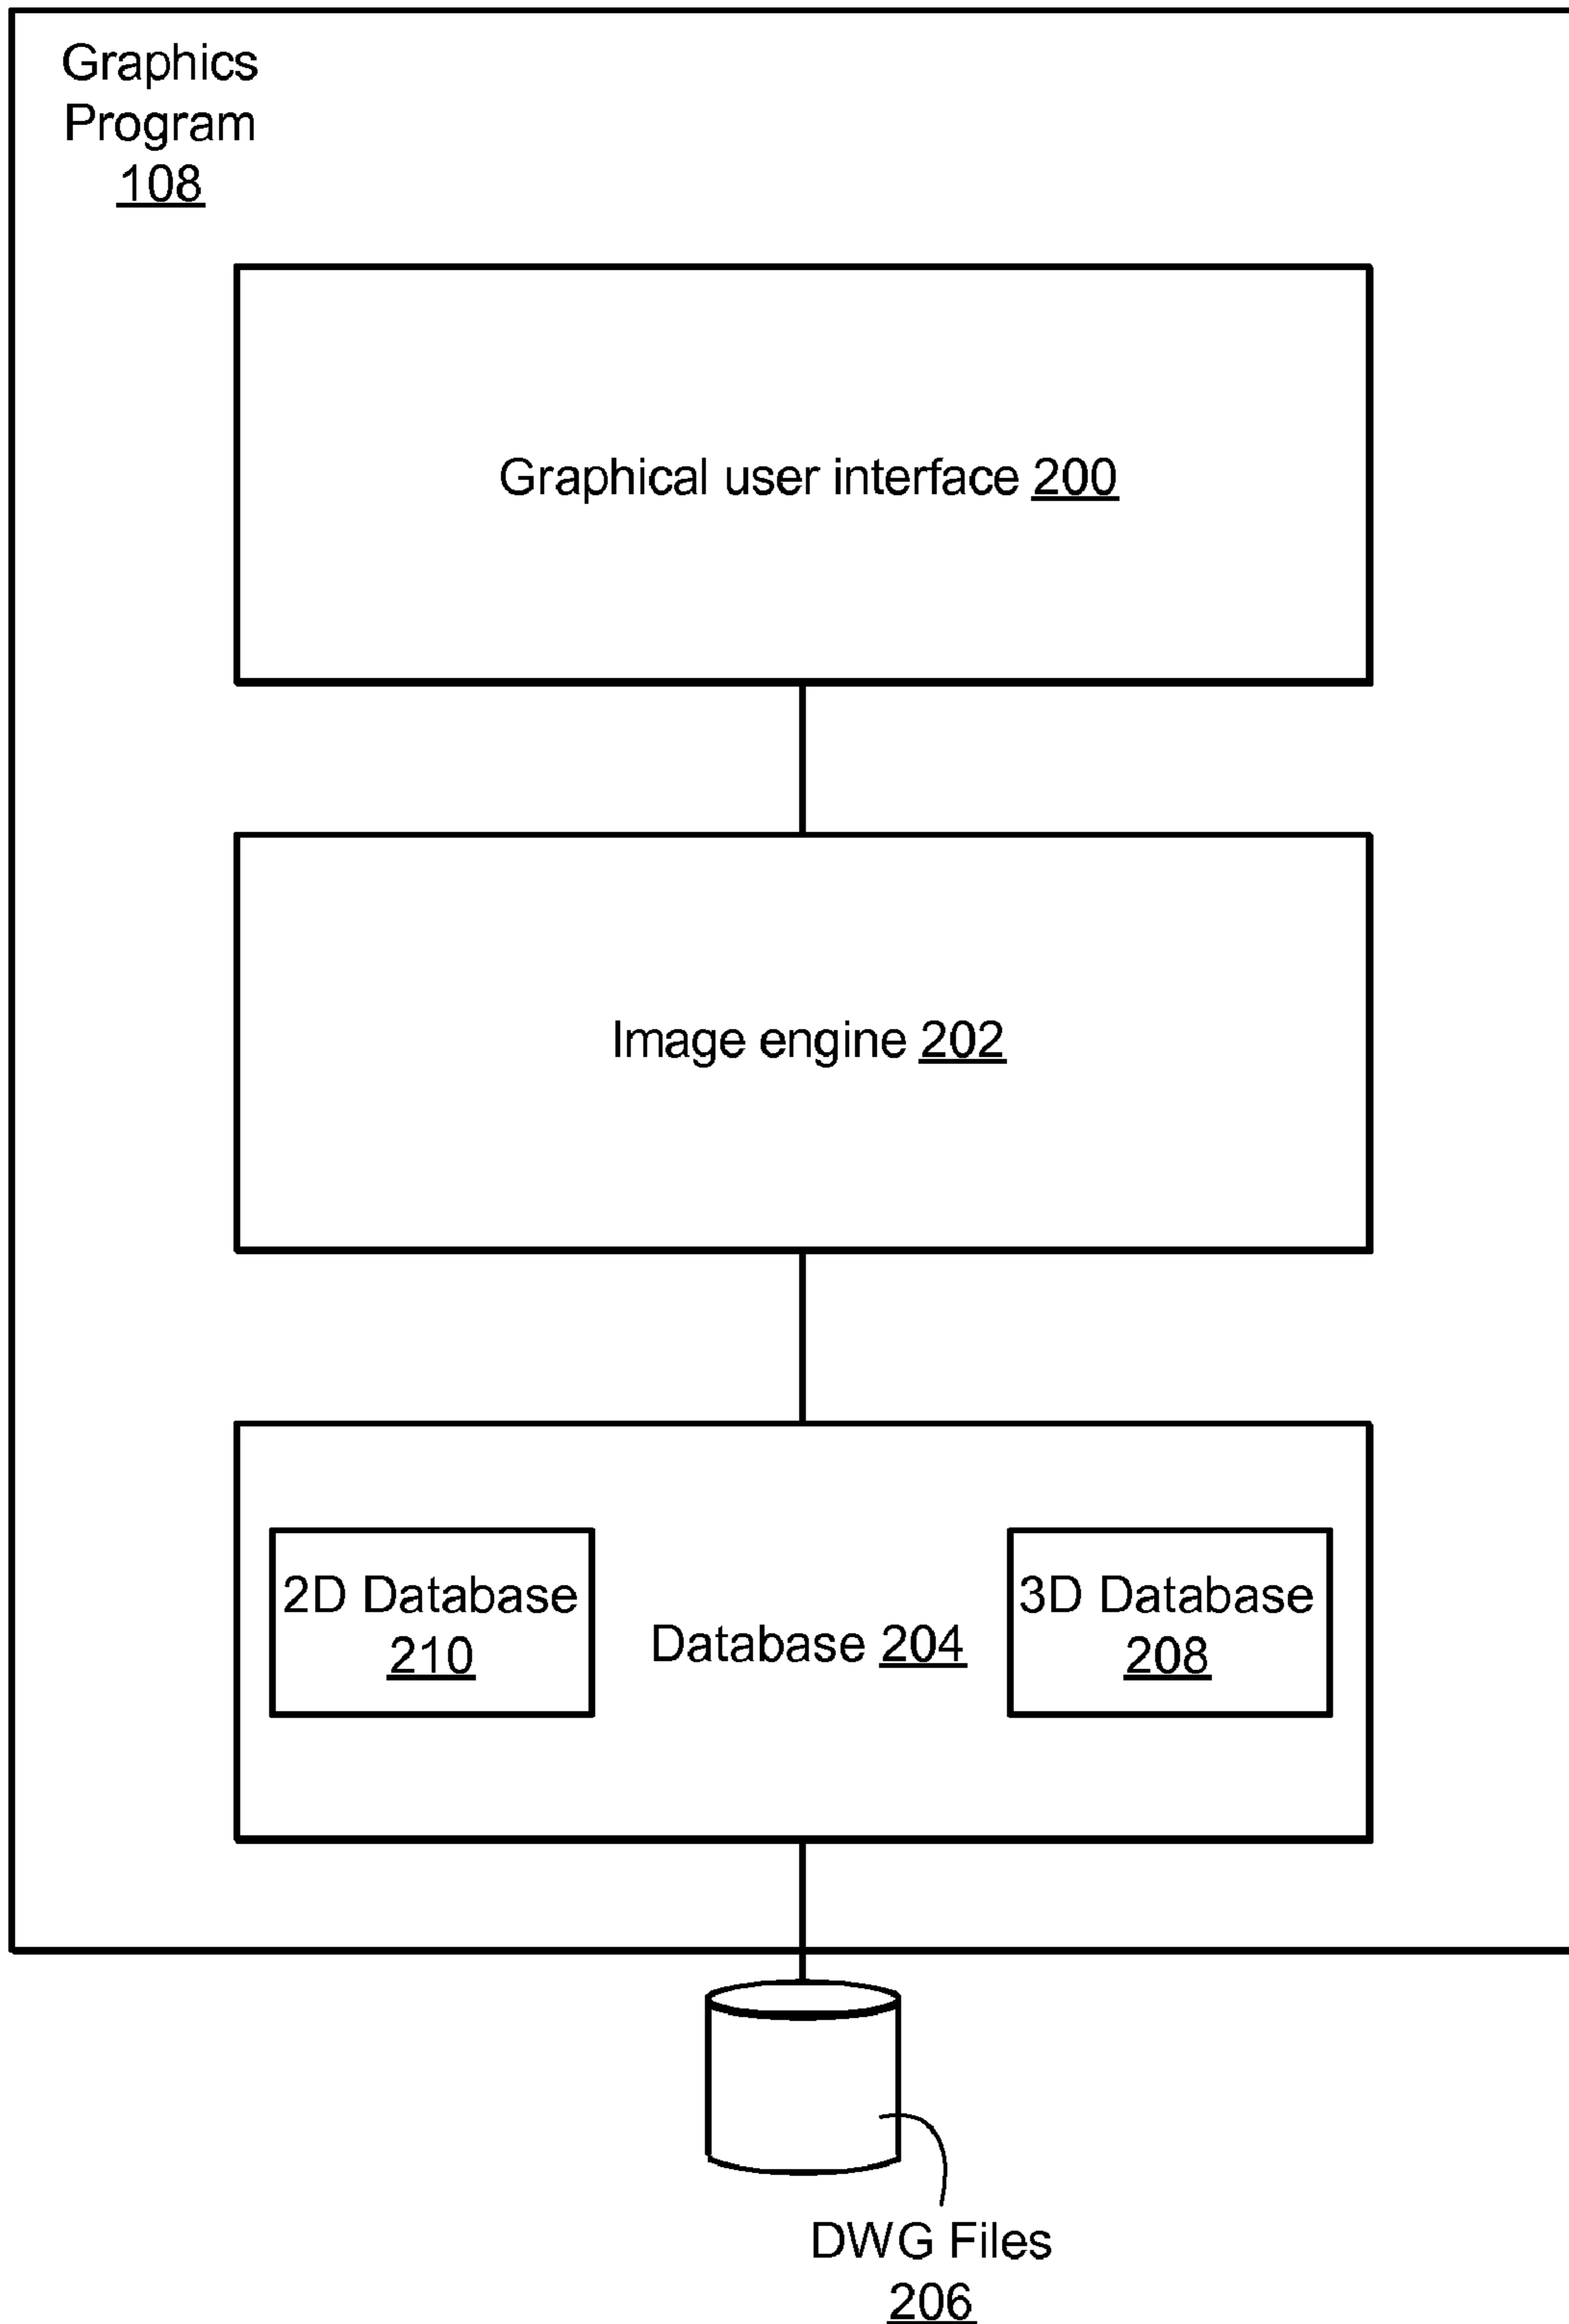 Graphics
Program
108
Graphical user interface 200
Image engine 202
2D Database
210
Database 204
3D Database
208
DWG Files
206